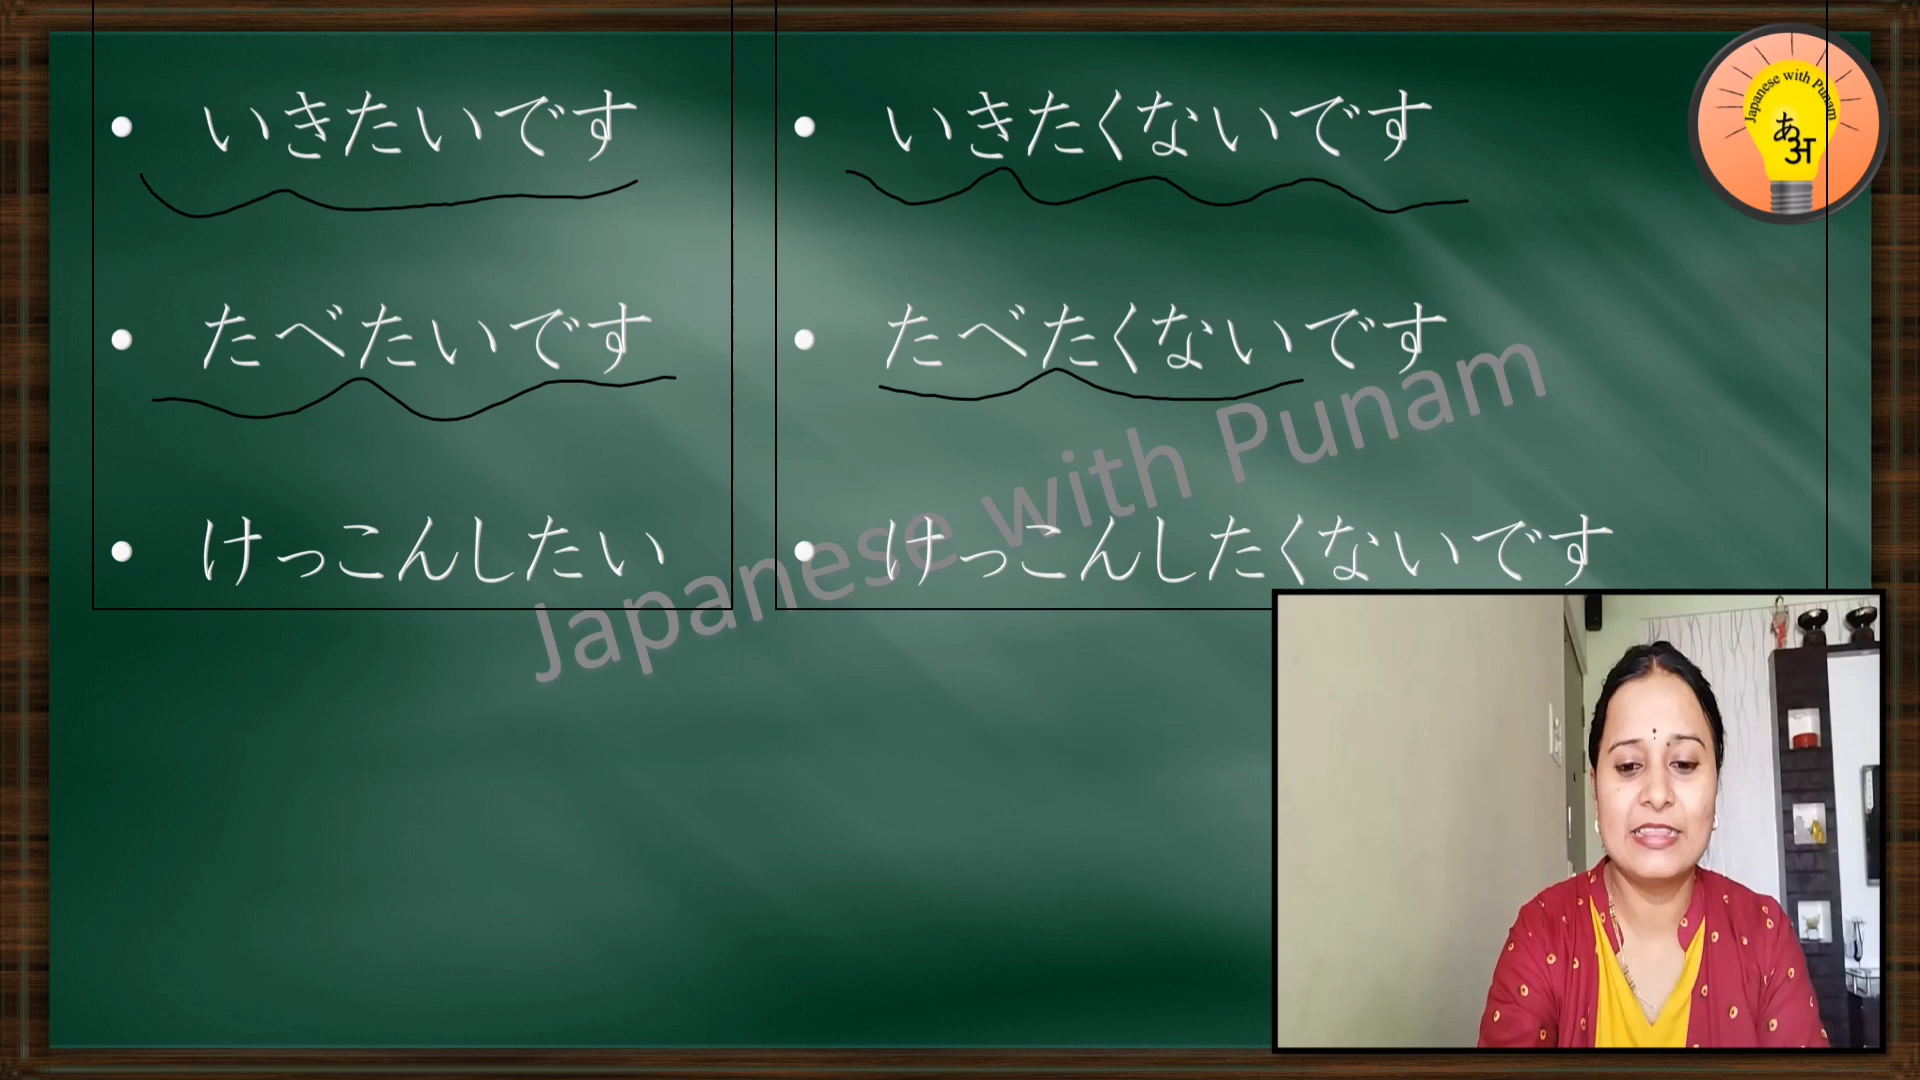 いきたいです
たべたいです
けっこんしたい
いきたくないです
たべたくないです
けっこんしたくないです
Japanese with Punam
Japanese with Punam
あ
अ